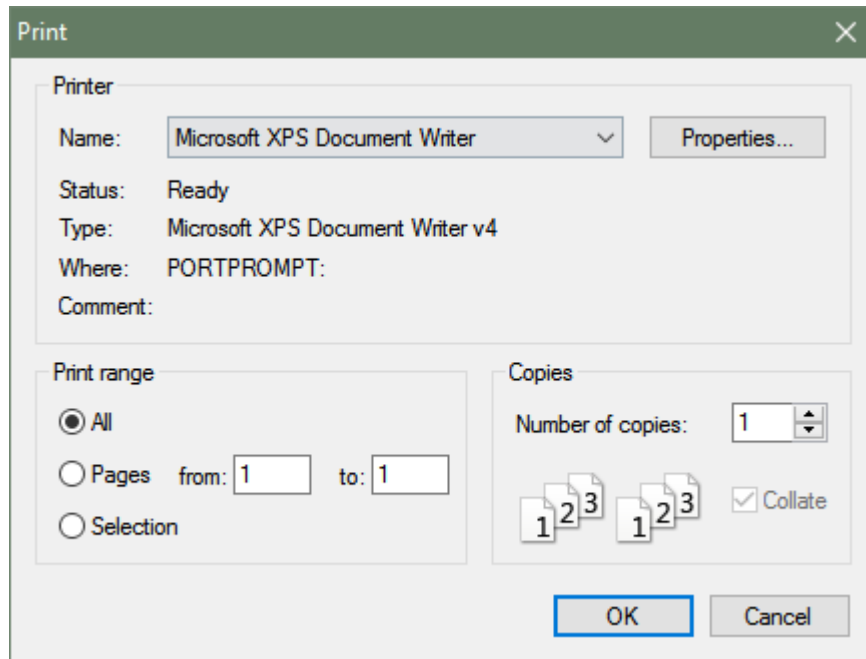 Print
Printer
Name: Microsoft XPS Document Writer Properties...
Status: Ready
Type: Microsoft XPS Document Writer v4
Where: PORTPROMPT:
Comment:
Print range
All
Pages from: 1 to: 1
Selection
Copies
Number of copies: 1
1 2 3 1 2 3 Collate
OK Cancel